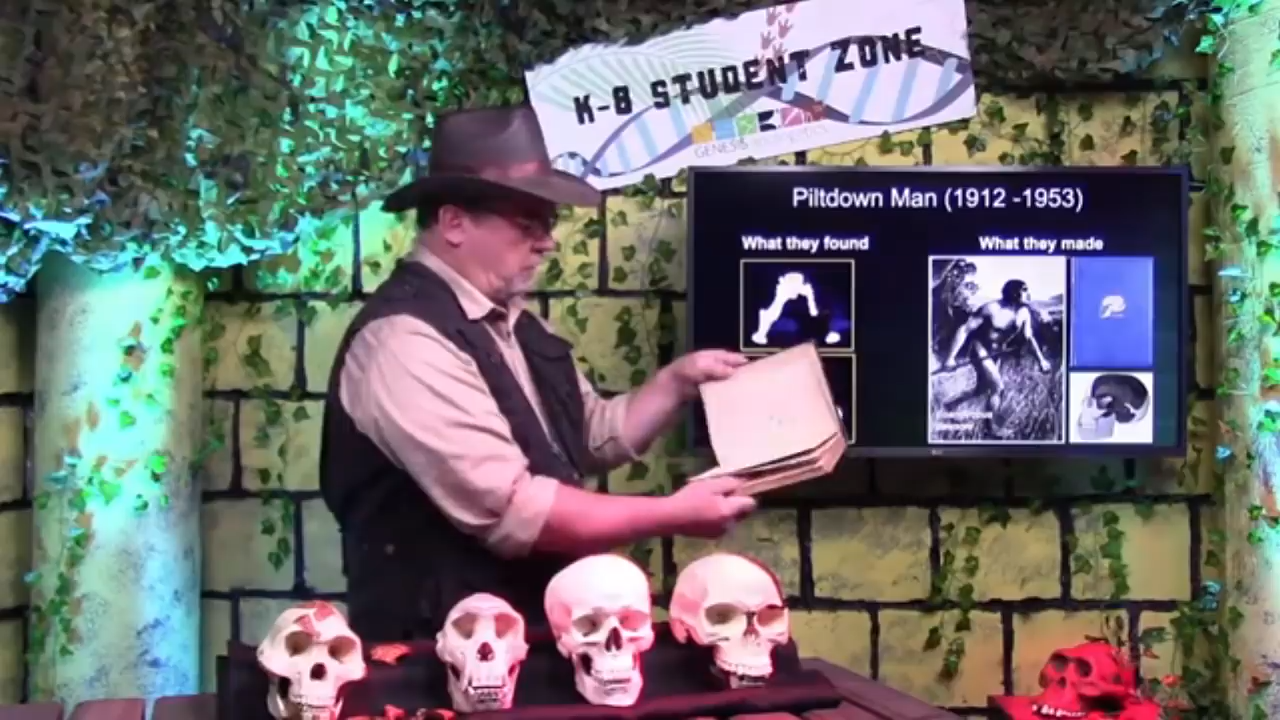 K-8 STUDENT ZONE
GENESIS
Piltdown Man (1912 -1953)
What they found
What they made